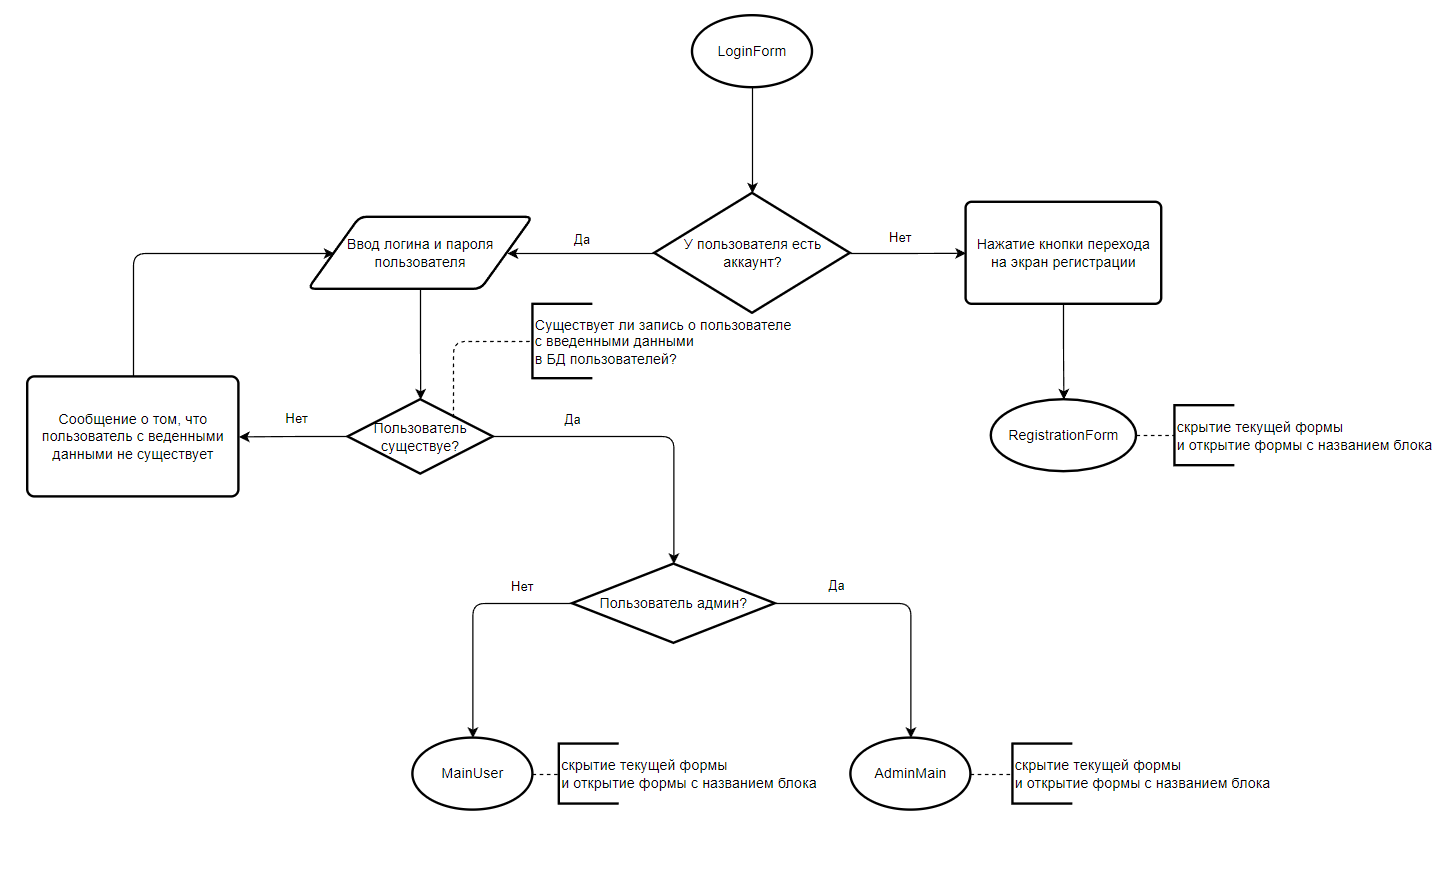 LoginForm
Ввод логина и пароля
пользователя
Да
У пользователя есть
аккаунт?
Нет
Нажатие кнопки перехода
на экран регистрации
Существует ли запись о пользователе
с введенными данными
в БД пользователей?
Сообщение о том, что
пользователь с веденными
данными не существует
Нет
Пользователь
существуе?
Да
RegistrationForm
скрытие текущей формы
и открытие формы с названием блока
Нет
Пользователь админ?
Да
MainUser
скрытие текущей формы
и открытие формы с названием блока
AdminMain
скрытие текущей формы
и открытие формы с названием блока